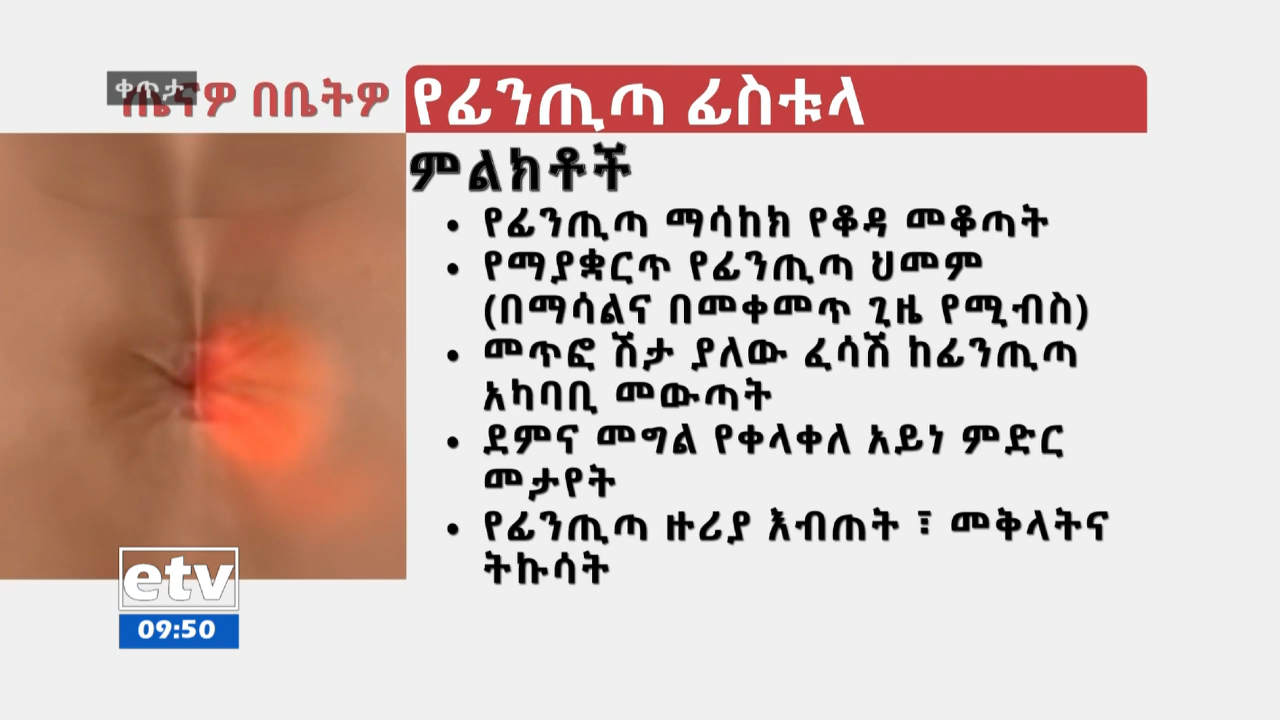 ቀጥታ
ጤናዎ በቤትዎ
የፊንጢጣ ፊስቱላ
ምልክቶች
• የፊንጢጣ ማሳከክ የቆዳ መቆጣት
• የማያቋርጥ የፊንጢጣ ህመም
(በማሳልና በመቀመጥ ጊዜ የሚብስ)
• መጥፎ ሽታ ያለው ፈሳሽ ከፊንጢጣ
አካባቢ መውጣት
• ደምና መግል የቀላቀለ አይነ ምድር
መታየት
• የፊንጢጣ ዙሪያ እብጠት ፣ መቅላትና
ትኩሳት
etv
09:50